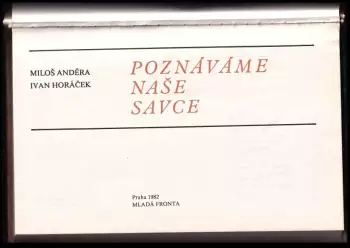 MILOŠ ANDĚRA
IVAN HORÁČEK
POZNÁVÁME
NAŠE
SAVCE
Praha 1982
MLADÁ FRONTA